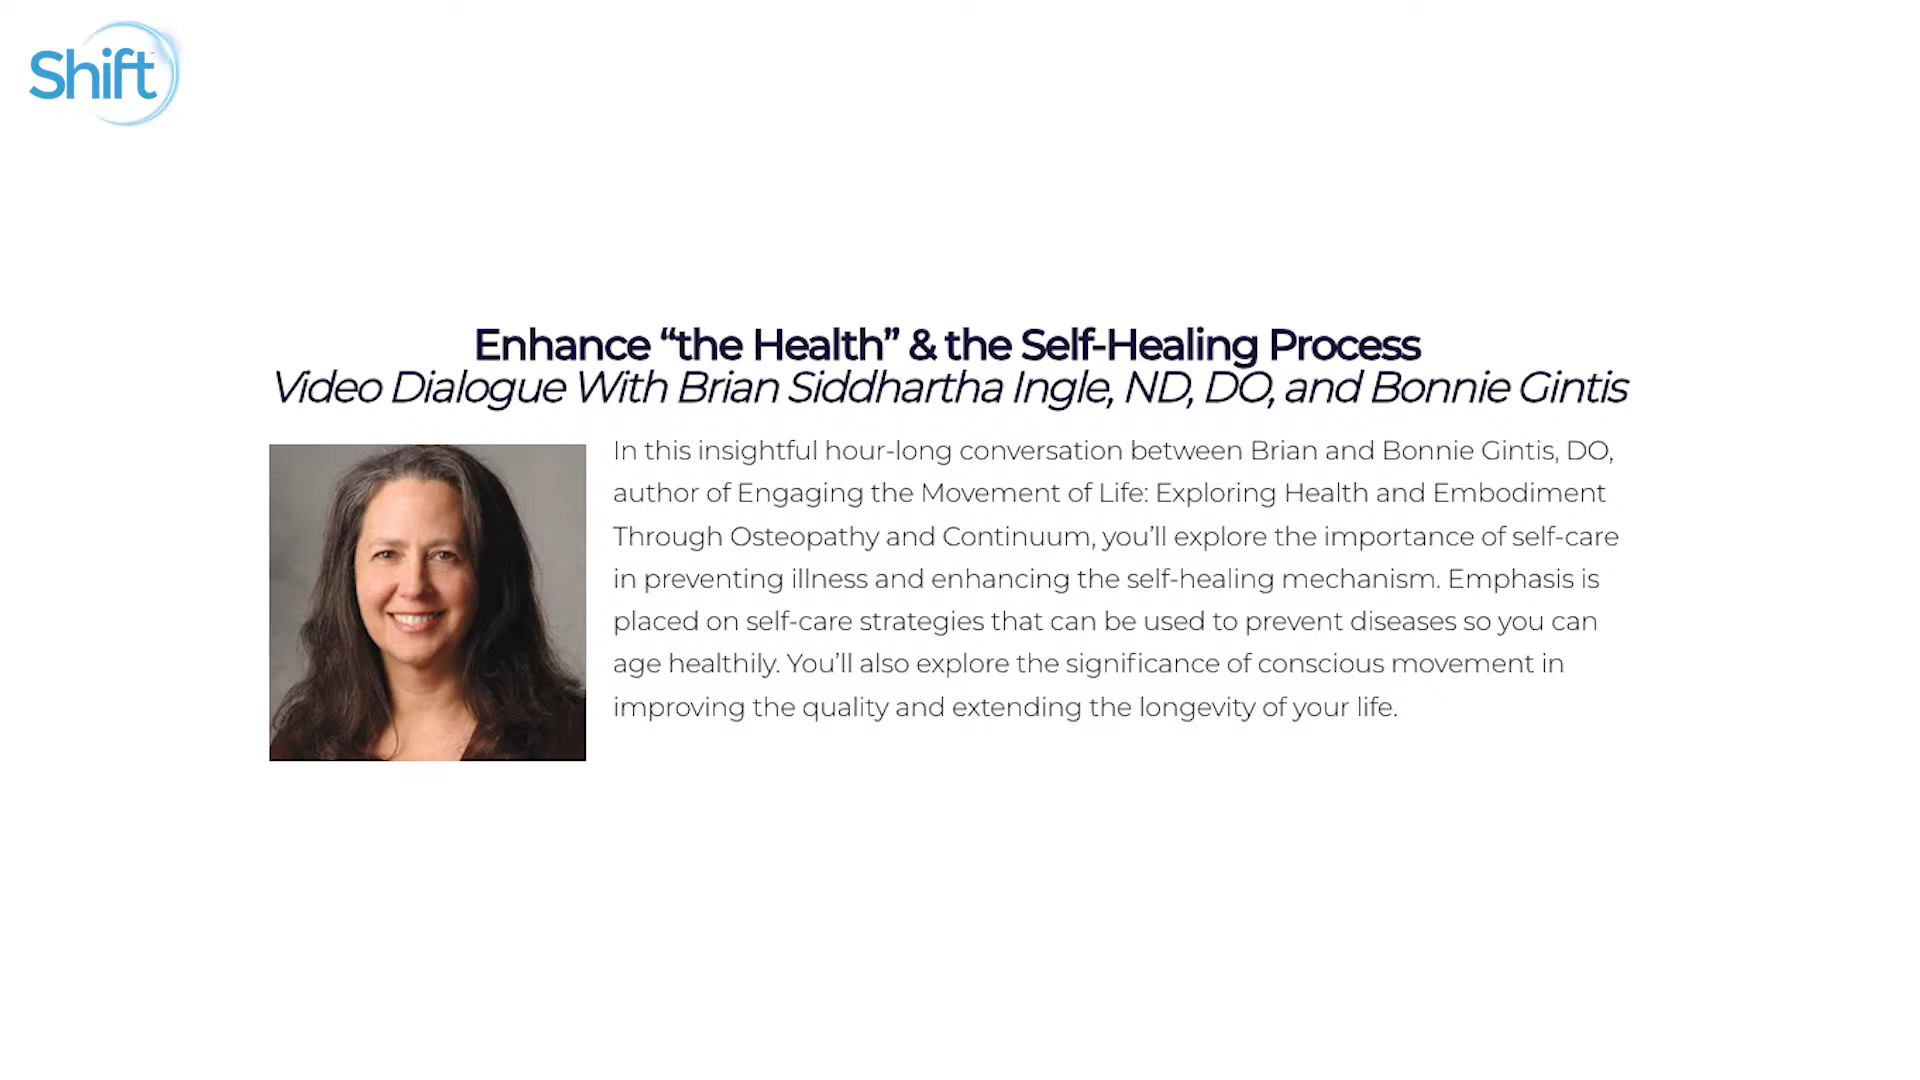 Shift
Enhance “the Health” & the Self-Healing Process
Video Dialogue With Brian Siddhartha Ingle, ND, DO, and Bonnie Gintis
In this insightful hour-long conversation between Brian and Bonnie Gintis, DO,
author of Engaging the Movement of Life: Exploring Health and Embodiment
Through Osteopathy and Continuum, you’ll explore the importance of self-care
in preventing illness and enhancing the self-healing mechanism. Emphasis is
placed on self-care strategies that can be used to prevent diseases so you can
age healthily. You’ll also explore the significance of conscious movement in
improving the quality and extending the longevity of your life.